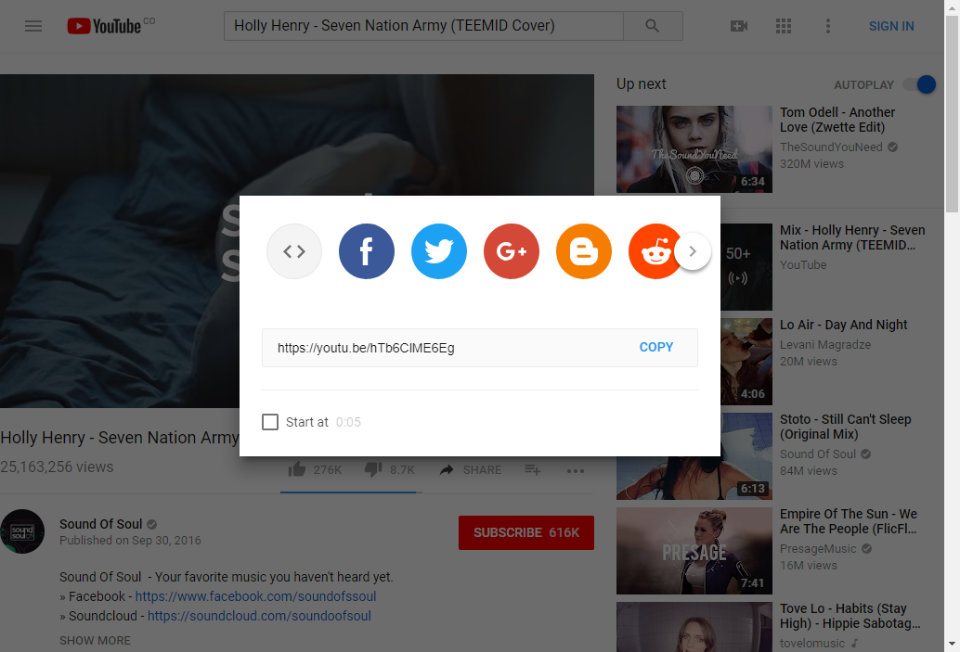 YouTube CO
Holly Henry - Seven Nation Army (TEEMID Cover)
SIGN IN
Up next
AUTOPLAY
TheSoundYouNeed
6:34
Tom Odell - Another
Love (Zwette Edit)
TheSoundYouNeed
320M views
50+
Mix - Holly Henry - Seven
Nation Army (TEEMID...
YouTube
4:06
Lo Air - Day And Night
Levani Magradze
20M views
6:13
Stoto - Still Can't Sleep
(Original Mix)
Sound Of Soul
84M views
PRESAGE
7:41
Empire Of The Sun - We
Are The People (FlicFl...
PresageMusic
16M views
Tove Lo - Habits (Stay
High) - Hippie Sabotag...
tovelomusic
https://youtu.be/hTb6CIME6Eg
COPY
Start at 0:05
Holly Henry - Seven Nation Army
25,163,256 views
276K
8.7K
SHARE
Sound Of Soul
Published on Sep 30, 2016
SUBSCRIBE 616K
Sound Of Soul - Your favorite music you haven't heard yet.
» Facebook - https://www.facebook.com/soundofssoul
» Soundcloud - https://soundcloud.com/soundoofsoul
SHOW MORE